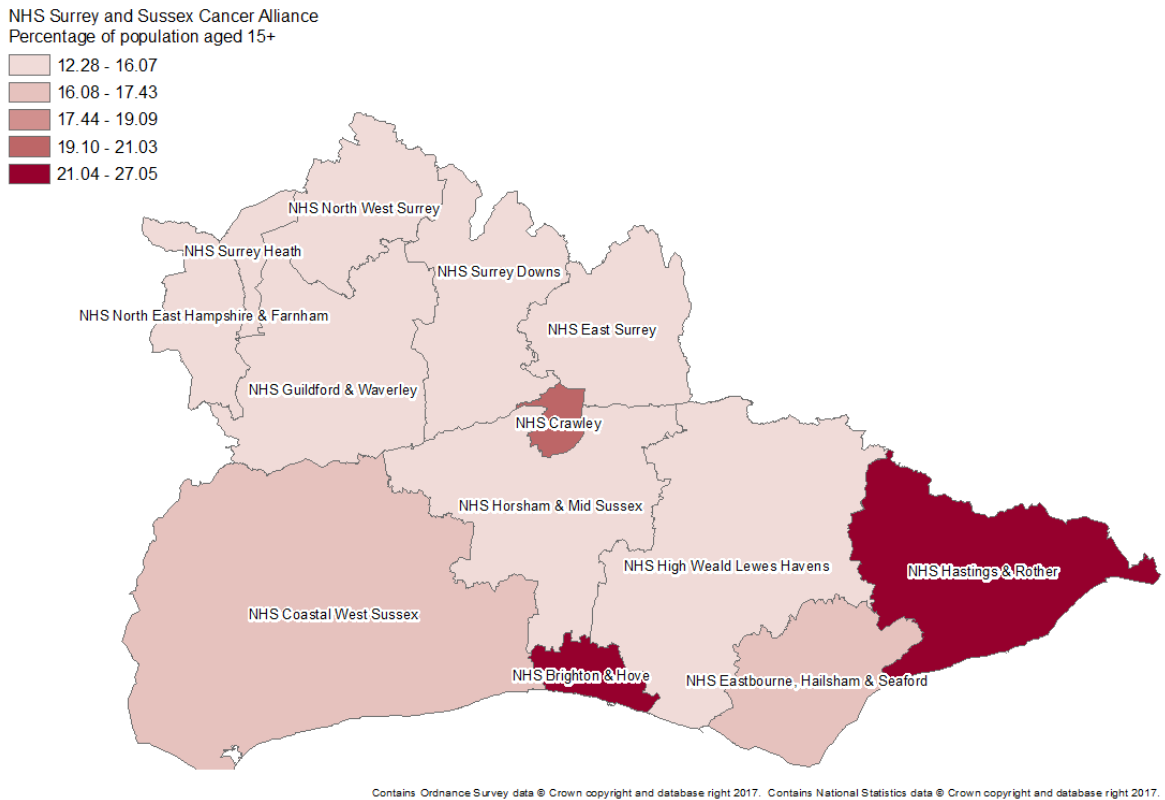 NHS Surrey and Sussex Cancer Alliance
Percentage of population aged 15+
12.28 - 16.07
16.08 - 17.43
17.44 - 19.09
19.10 - 21.03
21.04 - 27.05
NHS North West Surrey
NHS Surrey Heath
NHS Surrey Downs
NHS North East Hampshire & Farnham
NHS East Surrey
NHS Guildford & Waverley
NHS Crawley
NHS Horsham & Mid Sussex
NHS High Weald Lewes Havens
NHS Hastings & Rother
NHS Coastal West Sussex
NHS Brighton & Hove
NHS Eastbourne, Hailsham & Seaford
Contains Ordnance Survey data © Crown copyright and database right 2017. Contains National Statistics data © Crown copyright and database right 2017.